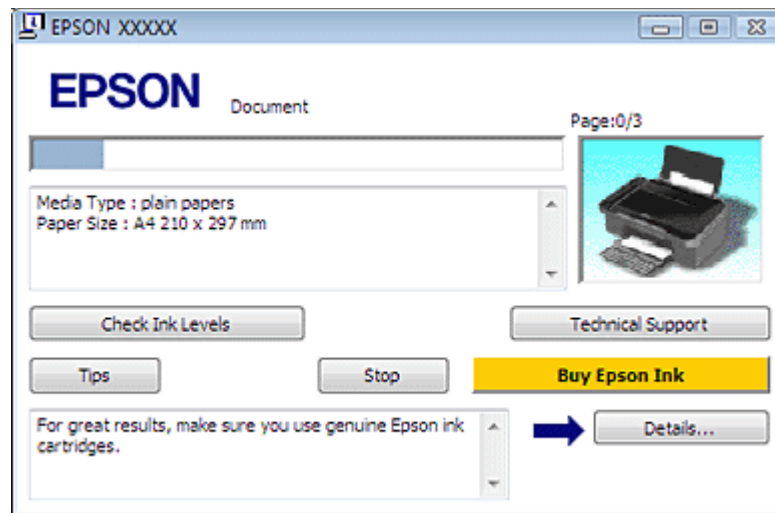 EPSON XXXXX
EPSON
Document
Page:0/3
Media Type : plain papers
Paper Size : A4 210 x 297 mm
Check Ink Levels
Technical Support
Tips
Stop
Buy Epson Ink
For great results, make sure you use genuine Epson ink
cartridges.
Details...